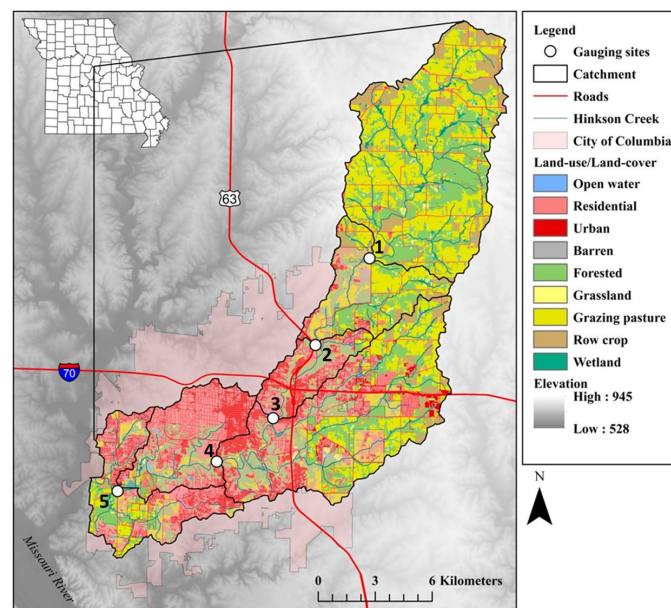 63
1
2
70
3
4
5
Missouri River
0 3 6 Kilometers
Legend
Gauging sites
Catchment
Roads
Hinkson Creek
City of Columbia
Land-use/Land-cover
Open water
Residential
Urban
Barren
Forested
Grassland
Grazing pasture
Row crop
Wetland
Elevation
High : 945
Low : 528
N